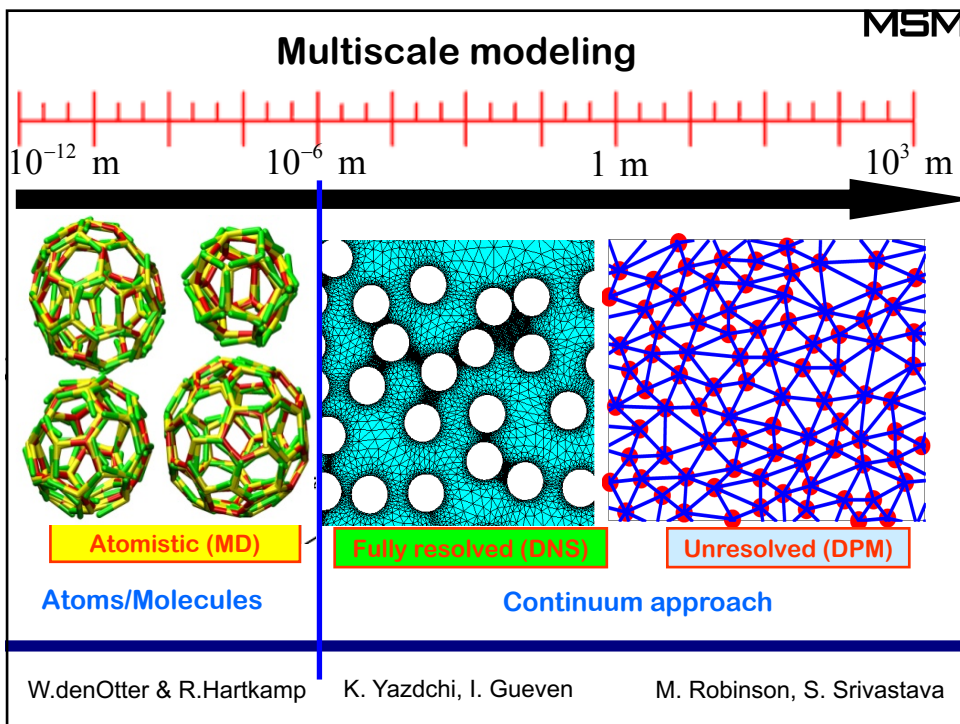 MSM
Multiscale modeling
10⁻¹² m 10⁻⁶ m 1 m 10³ m
Atomistic (MD) Fully resolved (DNS) Unresolved (DPM)
Atoms/Molecules Continuum approach
W.denOtter & R.Hartkamp K. Yazdchi, I. Gueven M. Robinson, S. Srivastava